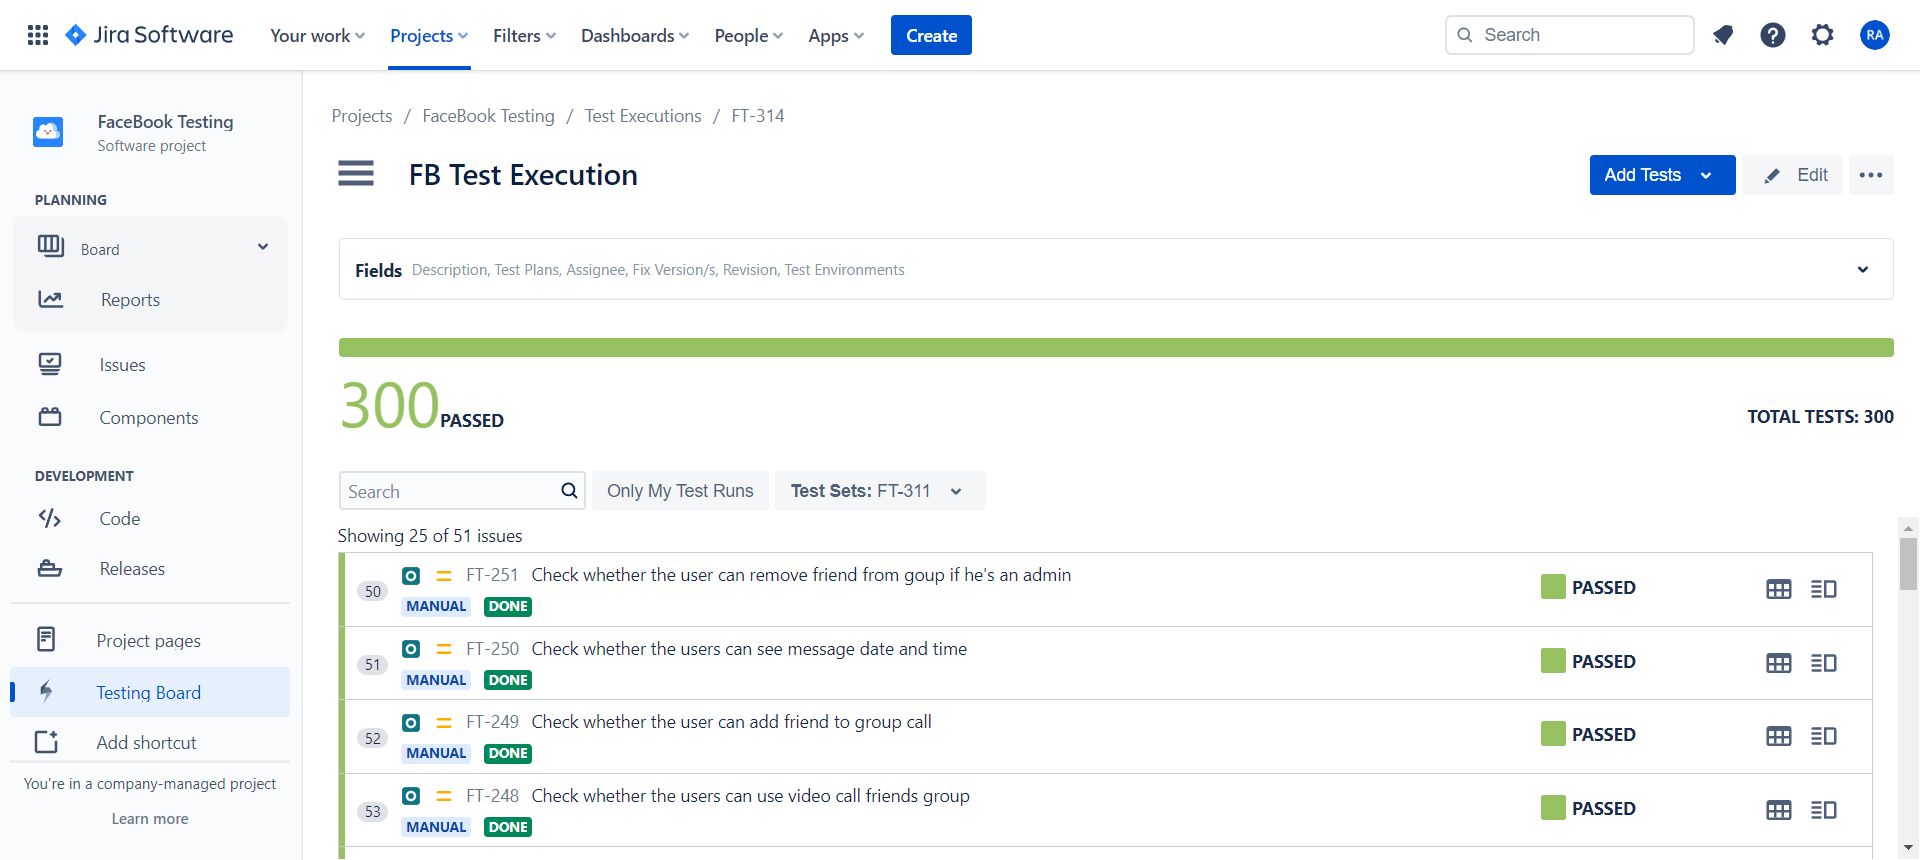 Jira Software Your work Projects Filters Dashboards People Apps Create Search RA
FaceBook Testing
Software project
PLANNING
Board
Reports
Issues
Components
DEVELOPMENT
Code
Releases
Project pages
Testing Board
Add shortcut
You're in a company-managed project
Learn more
Projects / FaceBook Testing / Test Executions / FT-314
FB Test Execution
Add Tests Edit
Fields Description, Test Plans, Assignee, Fix Version/s, Revision, Test Environments
300 PASSED
TOTAL TESTS: 300
Search Only My Test Runs Test Sets: FT-311
Showing 25 of 51 issues
50 FT-251 Check whether the user can remove friend from goup if he's an admin PASSED
MANUAL DONE
51 FT-250 Check whether the users can see message date and time PASSED
MANUAL DONE
52 FT-249 Check whether the user can add friend to group call PASSED
MANUAL DONE
53 FT-248 Check whether the users can use video call friends group PASSED
MANUAL DONE